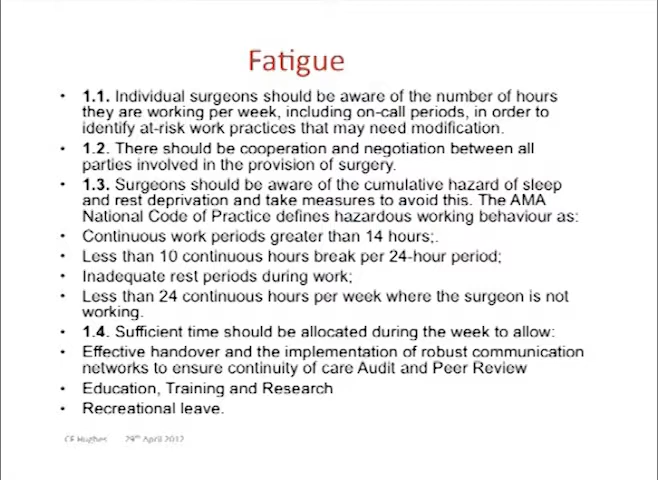 Fatigue
• 1.1. Individual surgeons should be aware of the number of hours
they are working per week, including on-call periods, in order to
identify at-risk work practices that may need modification.
• 1.2. There should be cooperation and negotiation between all
parties involved in the provision of surgery.
• 1.3. Surgeons should be aware of the cumulative hazard of sleep
and rest deprivation and take measures to avoid this. The AMA
National Code of Practice defines hazardous working behaviour as:
• Continuous work periods greater than 14 hours;.
• Less than 10 continuous hours break per 24-hour period;
• Inadequate rest periods during work;
• Less than 24 continuous hours per week where the surgeon is not
working.
• 1.4. Sufficient time should be allocated during the week to allow:
• Effective handover and the implementation of robust communication
networks to ensure continuity of care Audit and Peer Review
• Education, Training and Research
• Recreational leave.
CF Hughes 29th April 2012